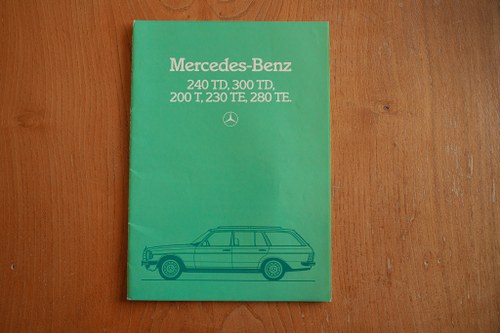 Mercedes-Benz
240 TD, 300 TD,
200 T, 230 TE, 280 TE.